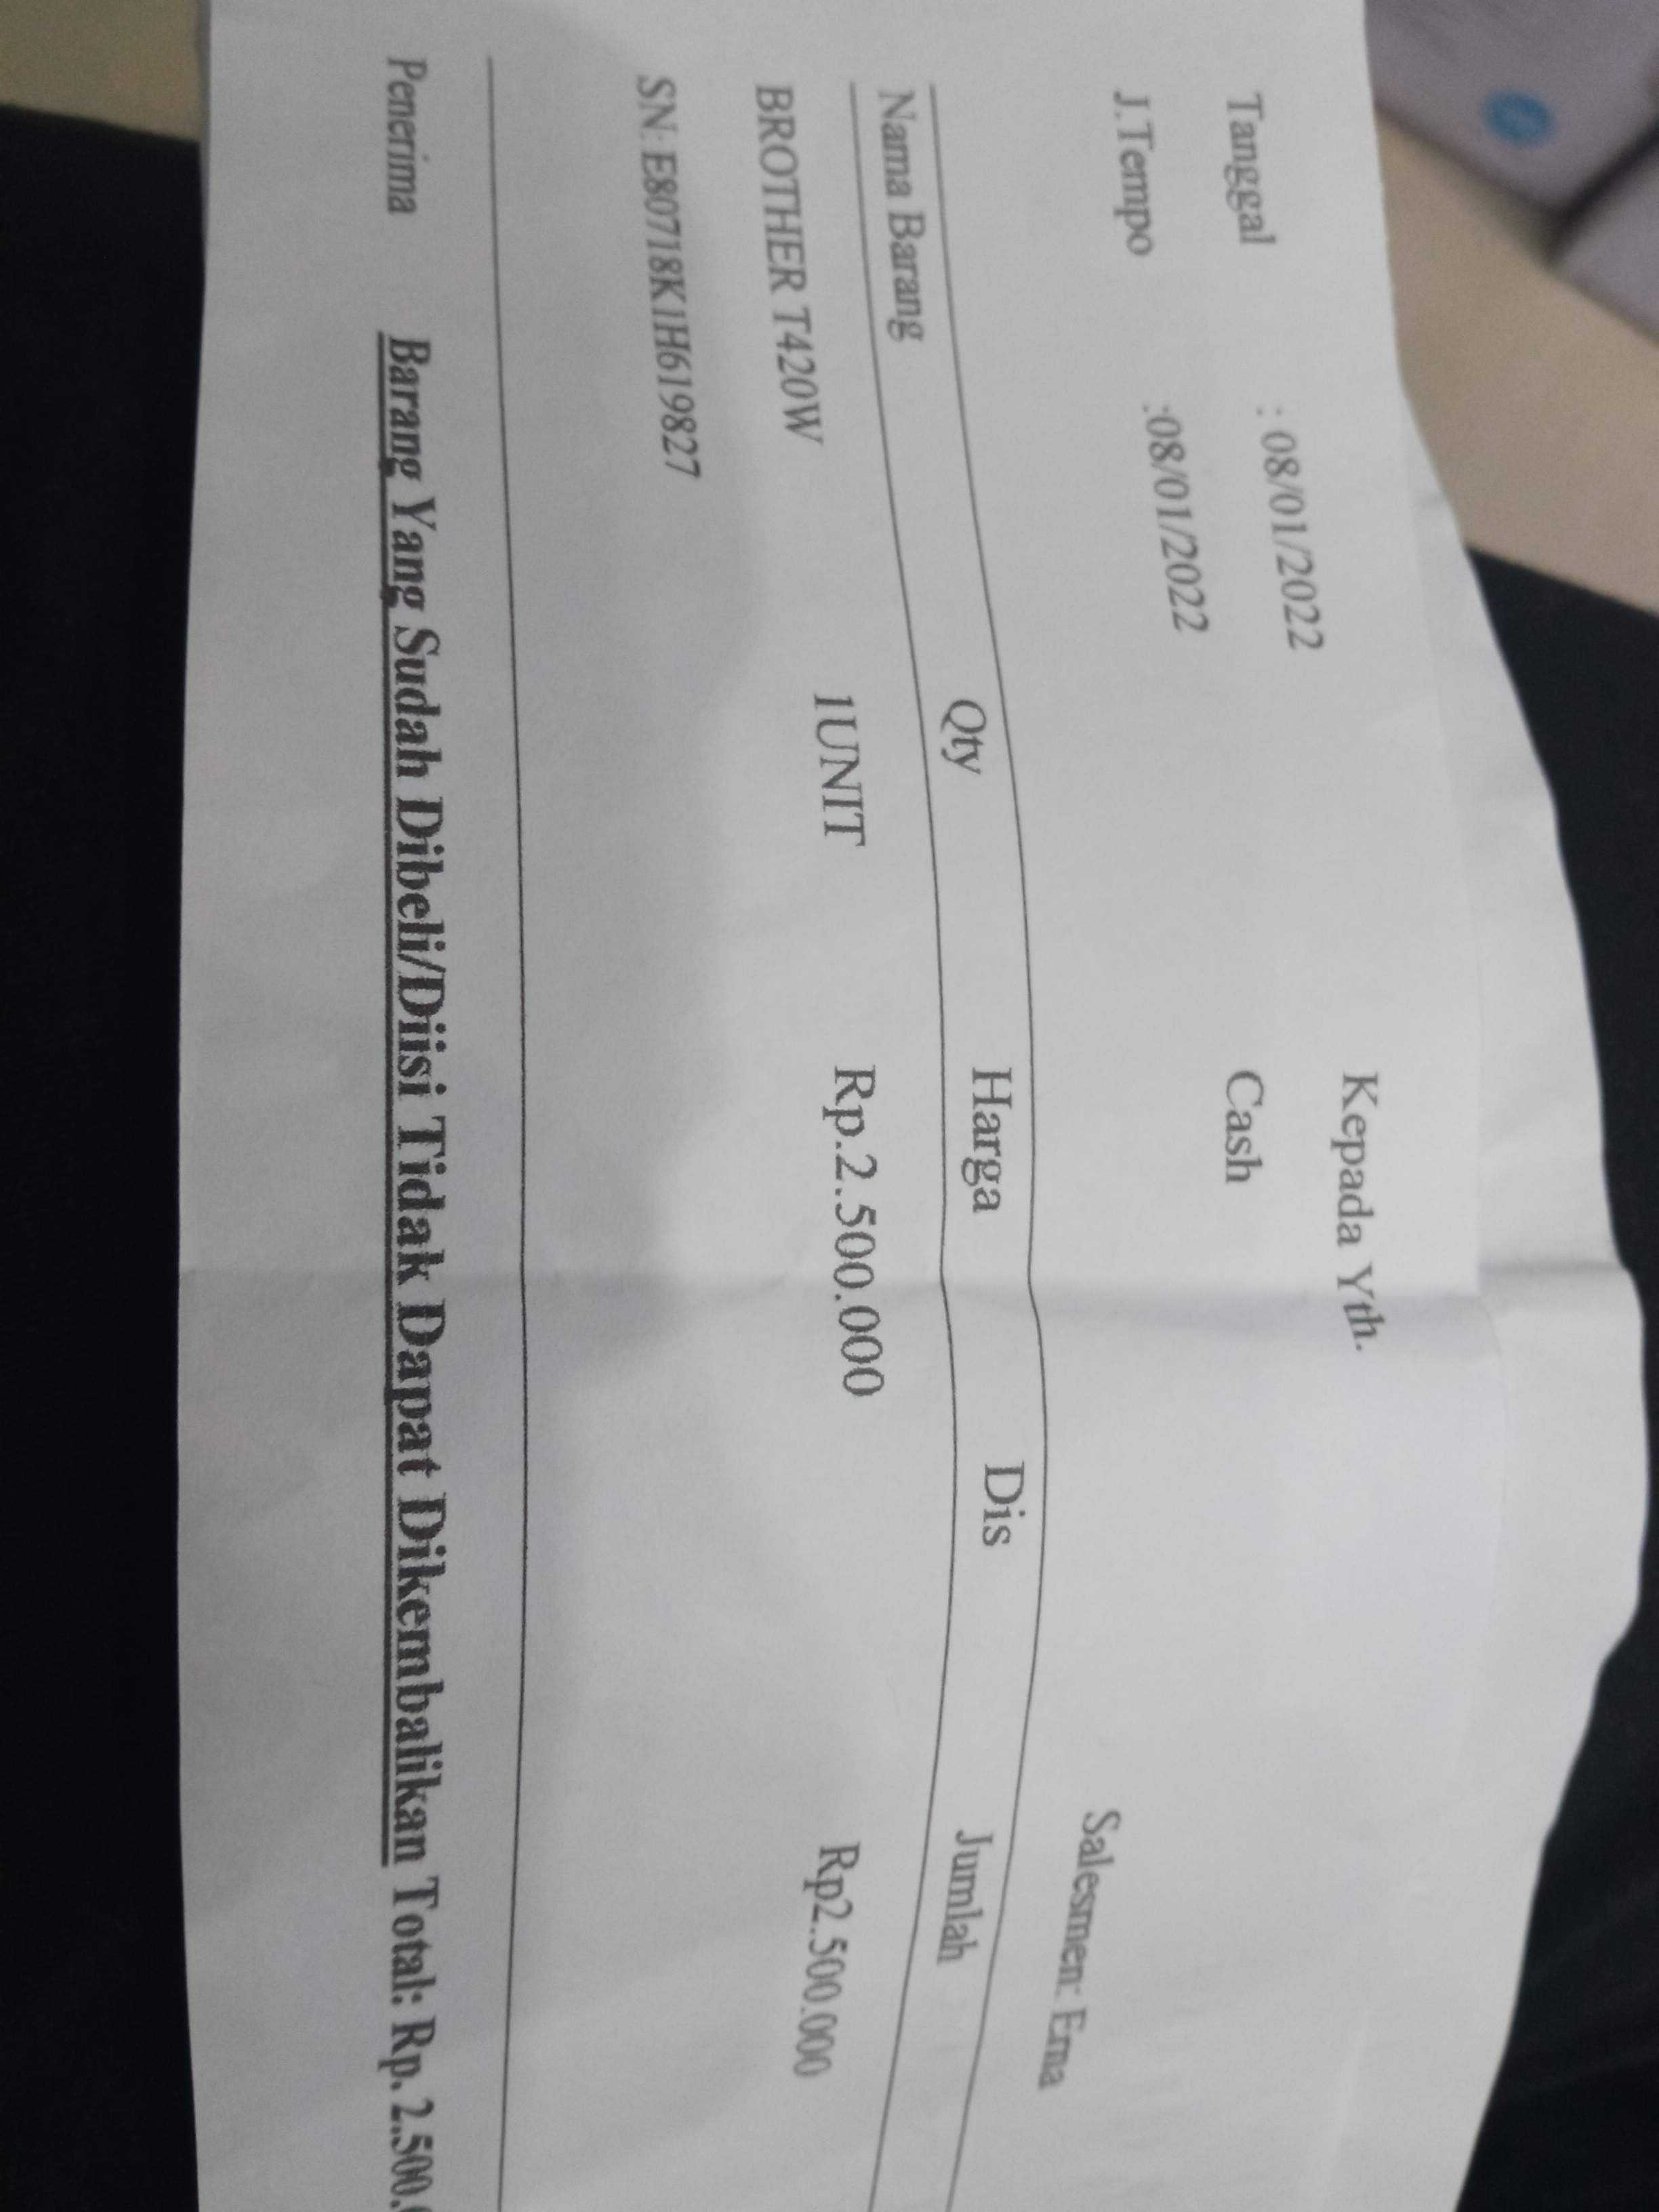 Kepada Yth.
Tanggal : 08/01/2022 Cash
J.Tempo :08/01/2022
Salesmen: Erna
Nama Barang Qty Harga Dis Jumlah
BROTHER T420W 1UNIT Rp.2.500.000 Rp2.500.000
SN: E80718K1H619827
Penerima Barang Yang Sudah Dibeli/Diisi Tidak Dapat Dikembalikan Total: Rp. 2.500.